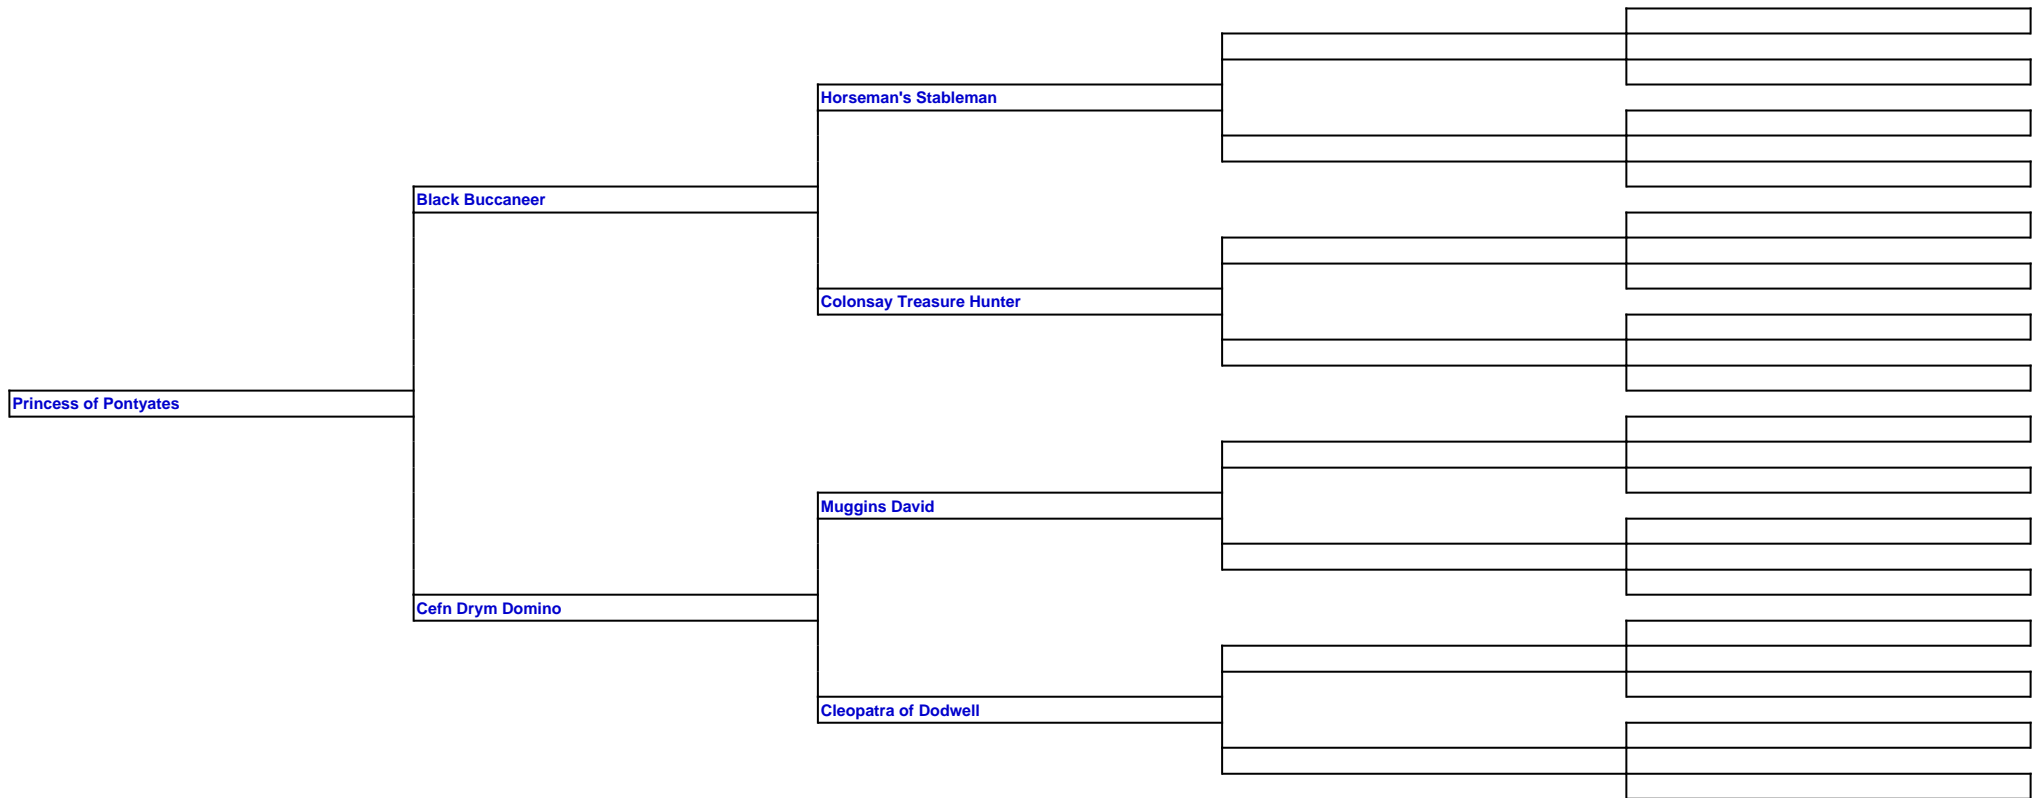 Horseman's Stableman
Black Buccaneer
Colonsay Treasure Hunter
Princess of Pontyates
Muggins David
Cefn Drym Domino
Cleopatra of Dodwell